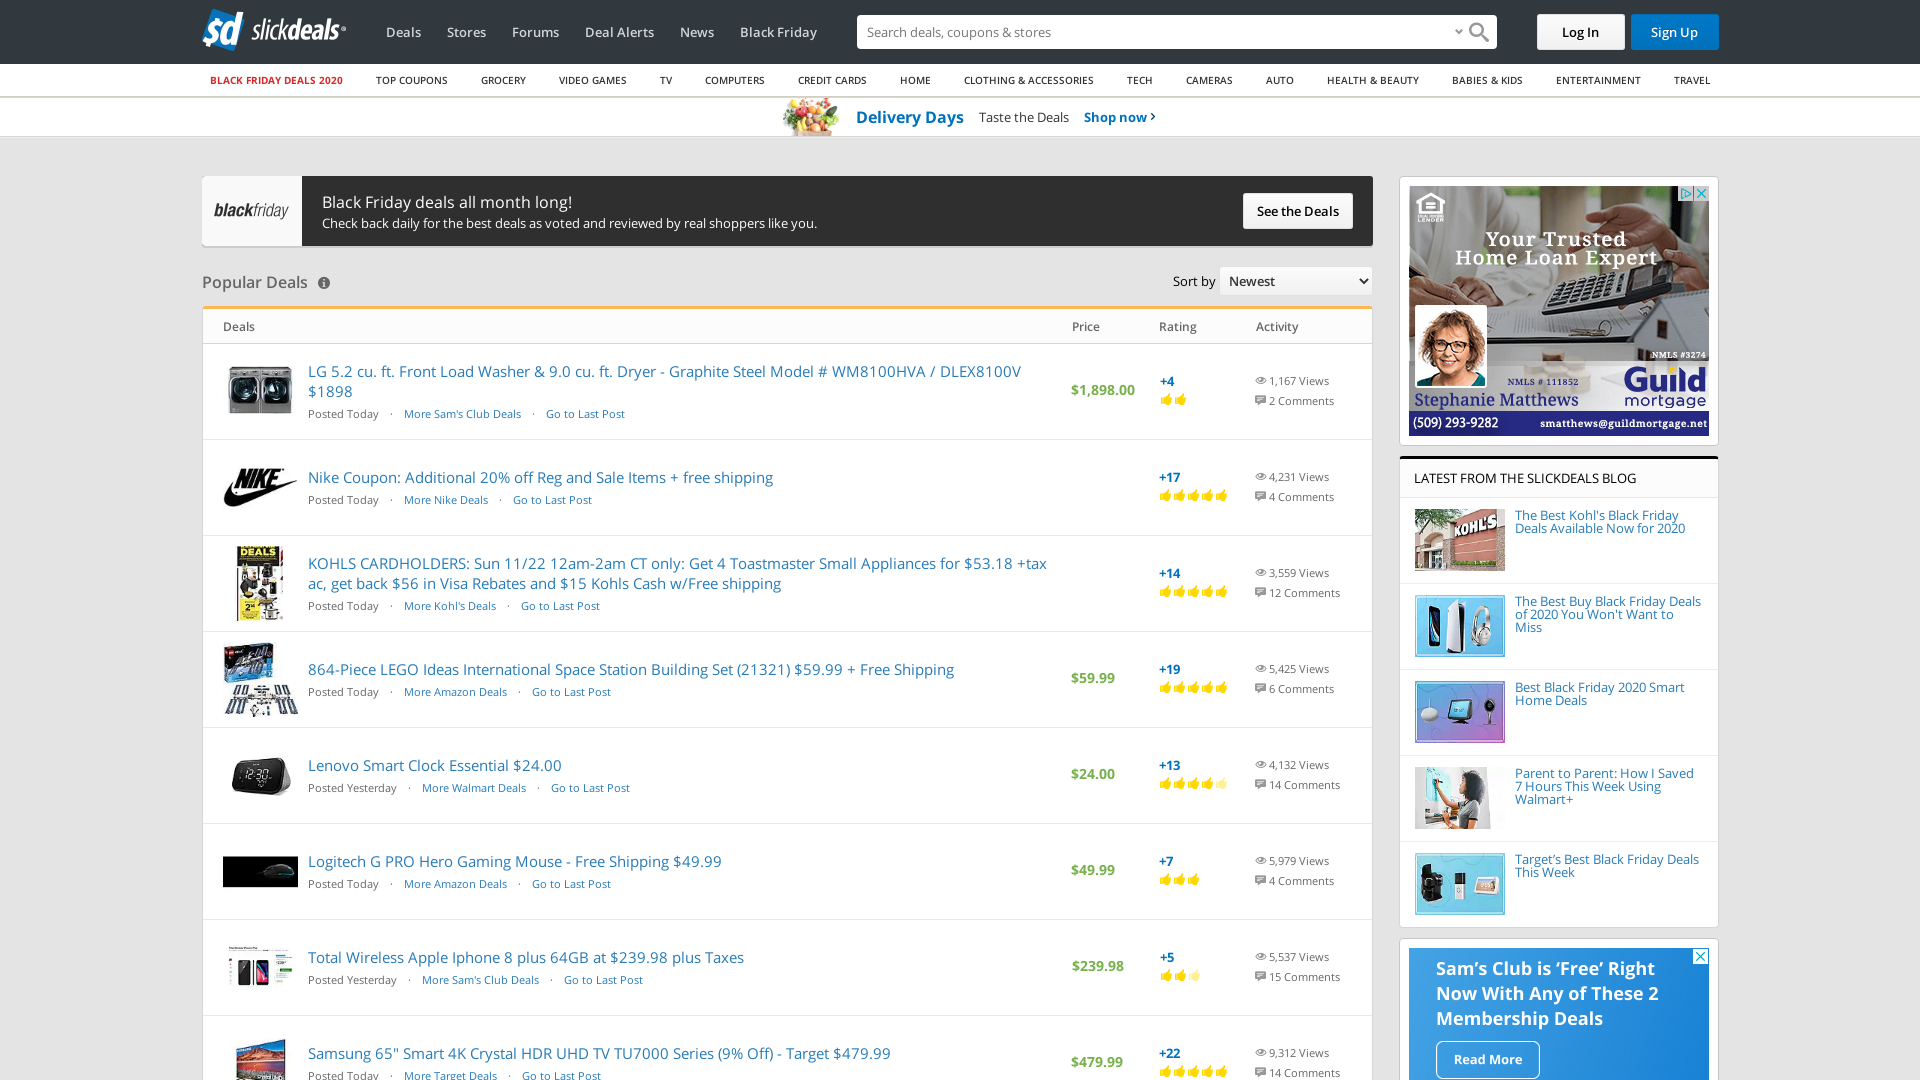 sd slickdeals
Deals
Stores
Forums
Deal Alerts
News
Black Friday
Search deals, coupons & shopping
Log In
Sign Up
BLACK FRIDAY DEALS 2020
TOP COUPONS
GROCERY
VIDEO GAMES
TV
COMPUTERS
CREDIT CARDS
HOME
CLOTHING & ACCESSORIES
TECH
CAMERAS
AUTO
HEALTH & BEAUTY
BABIES & KIDS
ENTERTAINMENT
TRAVEL
Delivery Days Taste the Deals Shop now
blackfriday
Black Friday deals all month long!
Check back daily for the best deals as voted and reviewed by real shoppers like you.
See the Deals
Popular Deals
Sort by Newest
Deals Price Rating Activity
LG 5.2 cu. ft. Front Load Washer & 9.0 cu. ft. Dryer - Graphite Steel Model # WM8100HVA / DLEX8100V
$1898
Posted Today · More Sam's Club Deals · Go to Last Post
$1,898.00
+4
1,167 Views
2 Comments
NIKE
Nike Coupon: Additional 20% off Reg and Sale Items + free shipping
Posted Today · More Nike Deals · Go to Last Post
+17
4,231 Views
4 Comments
DEALS
KOHLS CARDHOLDERS: Sun 11/22 12am-2am CT only: Get 4 Toastmaster Small Appliances for $53.18 +tax
ac, get back $56 in Visa Rebates and $15 Kohls Cash w/Free shipping
Posted Today · More Kohl's Deals · Go to Last Post
+14
3,559 Views
12 Comments
864-Piece LEGO Ideas International Space Station Building Set (21321) $59.99 + Free Shipping
Posted Today · More Amazon Deals · Go to Last Post
$59.99
+19
5,425 Views
6 Comments
12:30
Lenovo Smart Clock Essential $24.00
Posted Yesterday · More Walmart Deals · Go to Last Post
$24.00
+13
4,132 Views
14 Comments
Logitech G PRO Hero Gaming Mouse - Free Shipping $49.99
Posted Today · More Amazon Deals · Go to Last Post
$49.99
+7
5,979 Views
4 Comments
Total Wireless Apple Iphone 8 plus 64GB at $239.98 plus Taxes
Posted Yesterday · More Sam's Club Deals · Go to Last Post
$239.98
+5
5,537 Views
15 Comments
Samsung 65" Smart 4K Crystal HDR UHD TV TU7000 Series (9% Off) - Target $479.99
Posted Today · More Target Deals · Go to Last Post
$479.99
+22
9,312 Views
14 Comments
Your Trusted
Home Loan Expert
NMLS #3274
NMLS # 111852
Guild
mortgage
Stephanie Matthews
(509) 293-9282 smatthews@guildmortgage.net
LATEST FROM THE SLICKDEALS BLOG
KOHL'S
The Best Kohl's Black Friday
Deals Available Now for 2020
The Best Buy Black Friday Deals
of 2020 You Won't Want to
Miss
Best Black Friday 2020 Smart
Home Deals
Parent to Parent: How I Saved
7 Hours This Week Using
Walmart+
Target’s Best Black Friday Deals
This Week
Sam’s Club is ‘Free’ Right
Now With Any of These 2
Membership Deals
Read More